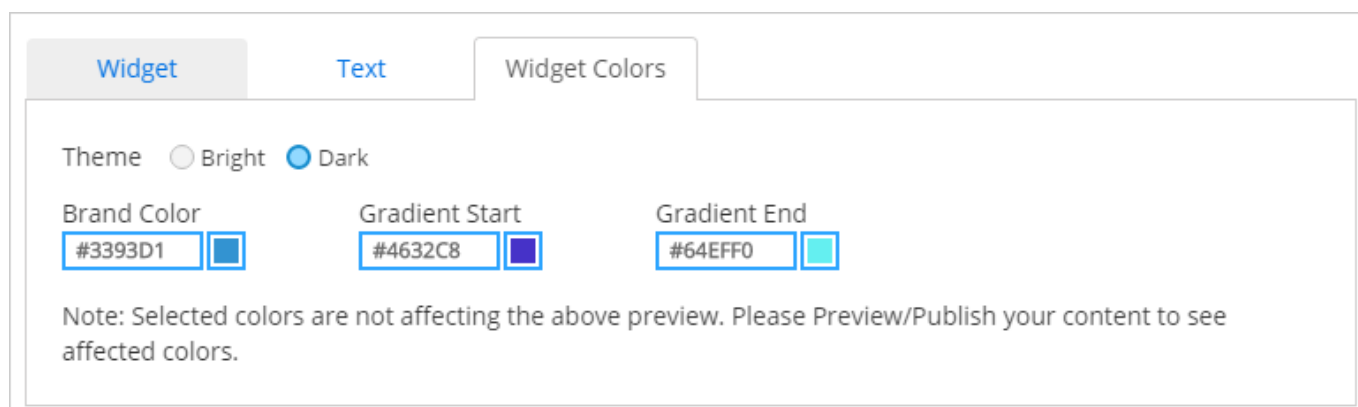 Widget Text Widget Colors
Theme Bright Dark
Brand Color Gradient Start Gradient End
#3393D1 #4632C8 #64EFF0
Note: Selected colors are not affecting the above preview. Please Preview/Publish your content to see
affected colors.